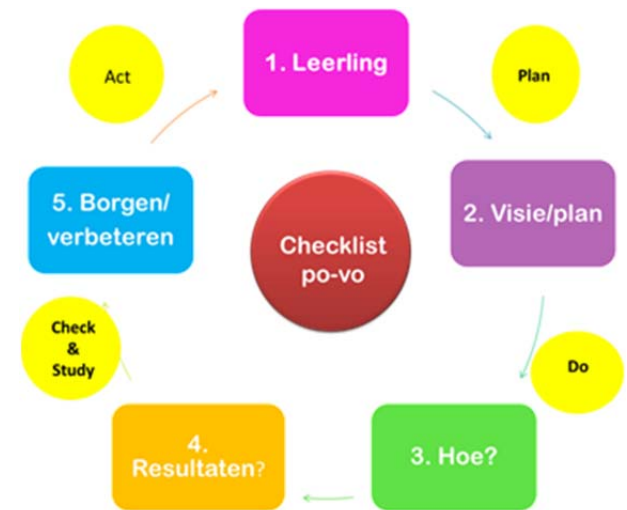 1. Leerling
Plan
2. Visie/plan
Do
3. Hoe?
4.
Resultaten?
Check
&
Study
5. Borgen/
verbeteren
Act
Checklist
po-vo